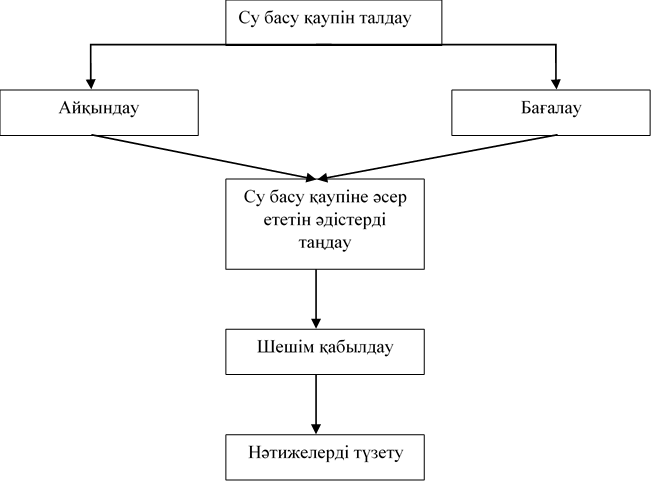 Су басу қаупін талдау
Айқындау
Бағалау
Су басу қаупіне әсер
ететін әдістерді
таңдау
Шешім қабылдау
Нәтижелерді түзету